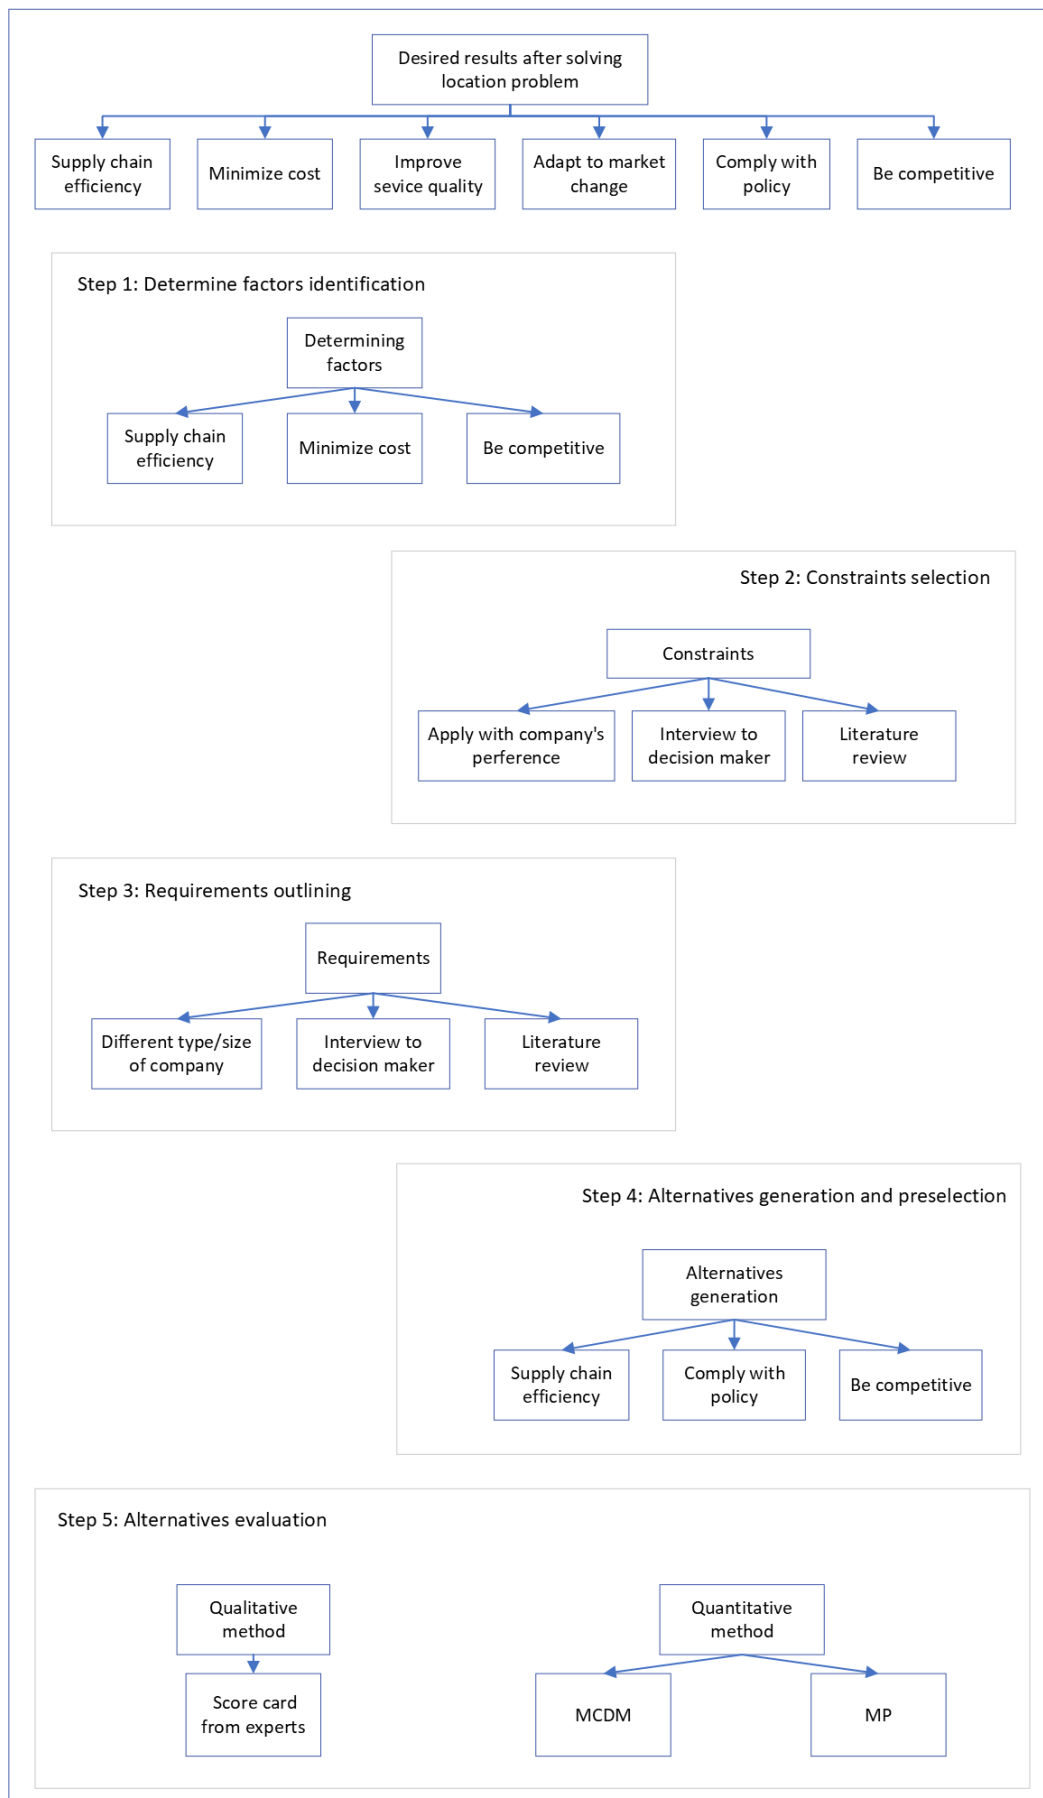 Desired results after solving
location problem
Supply chain
efficiency
Minimize cost
Improve
sevice quality
Adapt to market
change
Comply with
policy
Be competitive
Step 1: Determine factors identification
Determining
factors
Supply chain
efficiency
Minimize cost
Be competitive
Step 2: Constraints selection
Constraints
Apply with company's
perference
Interview to
decision maker
Literature
review
Step 3: Requirements outlining
Requirements
Different type/size
of company
Interview to
decision maker
Literature
review
Step 4: Alternatives generation and preselection
Alternatives
generation
Supply chain
efficiency
Comply with
policy
Be competitive
Step 5: Alternatives evaluation
Qualitative
method
Score card
from experts
Quantitative
method
MCDM
MP